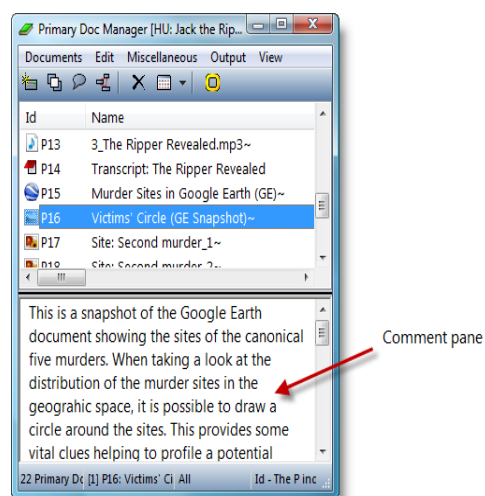 Primary Doc Manager [HU: Jack the Rip...
Documents Edit Miscellaneous Output View
Id Name
P13 3_The Ripper Revealed.mp3~
P14 Transcript: The Ripper Revealed
P15 Murder Sites in Google Earth (GE)~
P16 Victims' Circle (GE Snapshot)~
P17 Site: Second murder_1~
P18 Site: Second murder_2~
This is a snapshot of the Google Earth
document showing the sites of the canonical
five murders. When taking a look at the
distribution of the murder sites in the
geograhic space, it is possible to draw a
circle around the sites. This provides some
vital clues helping to profile a potential
Comment pane
22 Primary Dc [1] P16: Victims' Ci All Id - The P inc